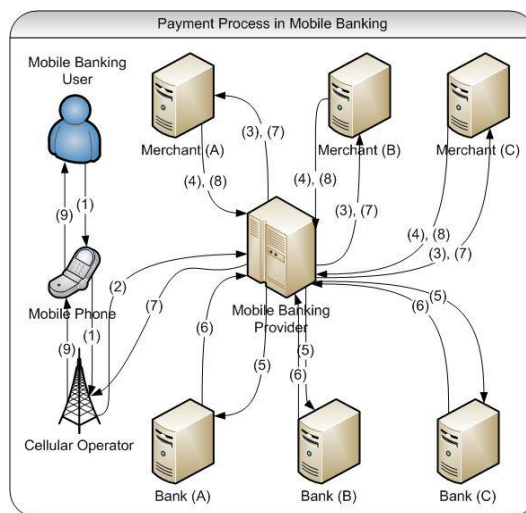 Payment Process in Mobile Banking
Mobile Banking
User
Merchant (A)
Merchant (B)
Merchant (C)
(3), (7)
(4), (8)
(4), (8)
(3), (7)
(4), (8)
(3), (7)
(9)
(1)
(2)
Mobile Phone
(7)
Mobile Banking
Provider
(1)
(9)
(6)
(5)
(5)
(6)
(5)
(6)
Cellular Operator
Bank (A)
Bank (B)
Bank (C)